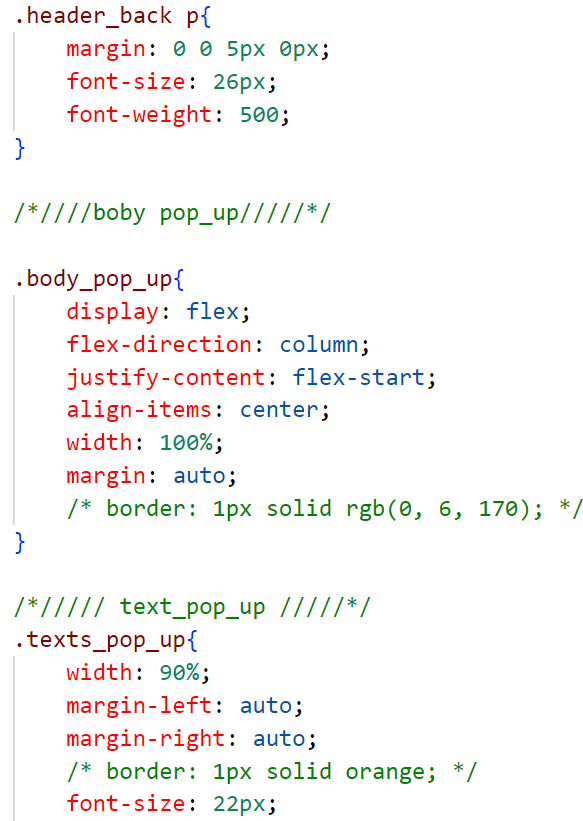 .header_back p{
margin: 0 0 5px 0px;
font-size: 26px;
font-weight: 500;
}
/*////boby pop_up/////*/
.body_pop_up{
display: flex;
flex-direction: column;
justify-content: flex-start;
align-items: center;
width: 100%;
margin: auto;
/* border: 1px solid rgb(0, 6, 170); */
}
/*///// text_pop_up /////*/
.texts_pop_up{
width: 90%;
margin-left: auto;
margin-right: auto;
/* border: 1px solid orange; */
font-size: 22px;